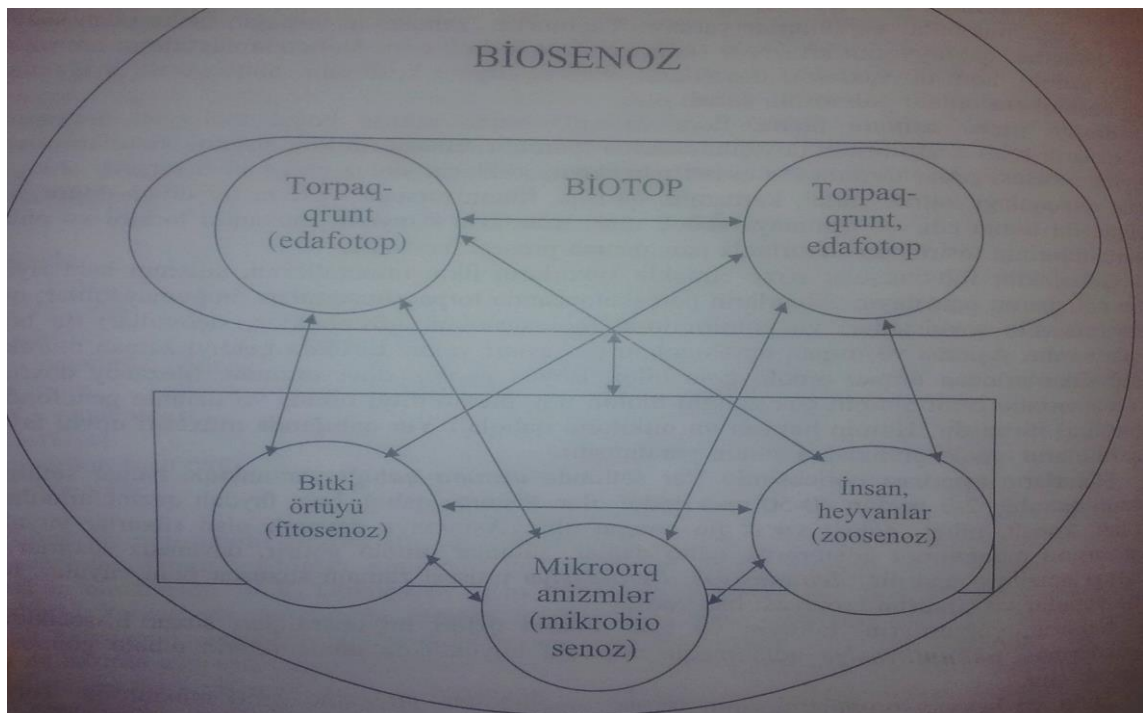 BİOSENOZ
BİOTOP
Torpaq-
qrunt
(edafotop)
Torpaq-
qrunt,
edafotop
Bitki
örtüyü
(fitosenoz)
İnsan,
heyvanlar
(zoosenoz)
Mikroorq
anizmlər
(mikrobio
senoz)